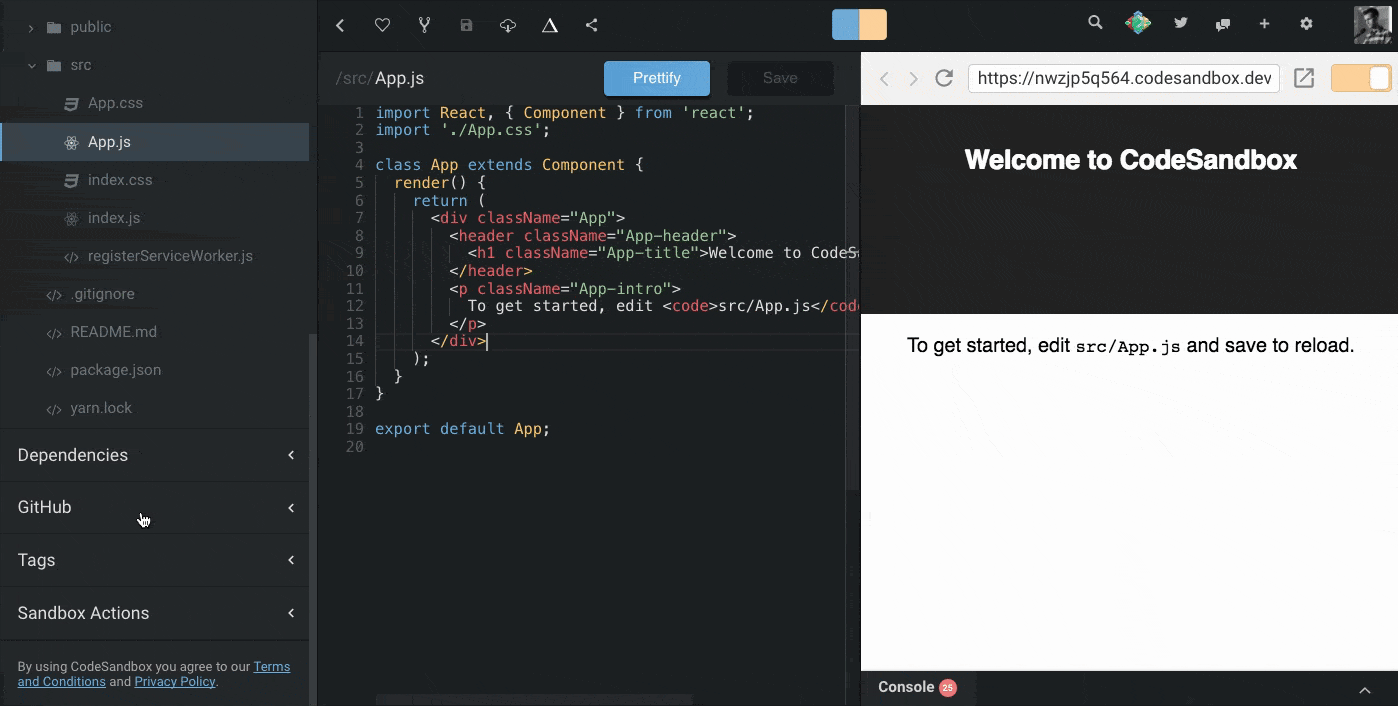 public
src
App.css
App.js
index.css
index.js
registerServiceWorker.js
.gitignore
README.md
package.json
yarn.lock
Dependencies
GitHub
Tags
Sandbox Actions
By using CodeSandbox you agree to our Terms
and Conditions and Privacy Policy.
/src/App.js
Prettify
Save
1 import React, { Component } from 'react';
2 import './App.css';
3
4 class App extends Component {
5 render() {
6 return (
7 <div className="App">
8 <header className="App-header">
9 <h1 className="App-title">Welcome to CodeS
10 </header>
11 <p className="App-intro">
12 To get started, edit <code>src/App.js</cod
13 </p>
14 </div>
15 );
16 }
17 }
18
19 export default App;
20
https://nwzjp5q564.codesandbox.dev
Welcome to CodeSandbox
To get started, edit src/App.js and save to reload.
Console 25